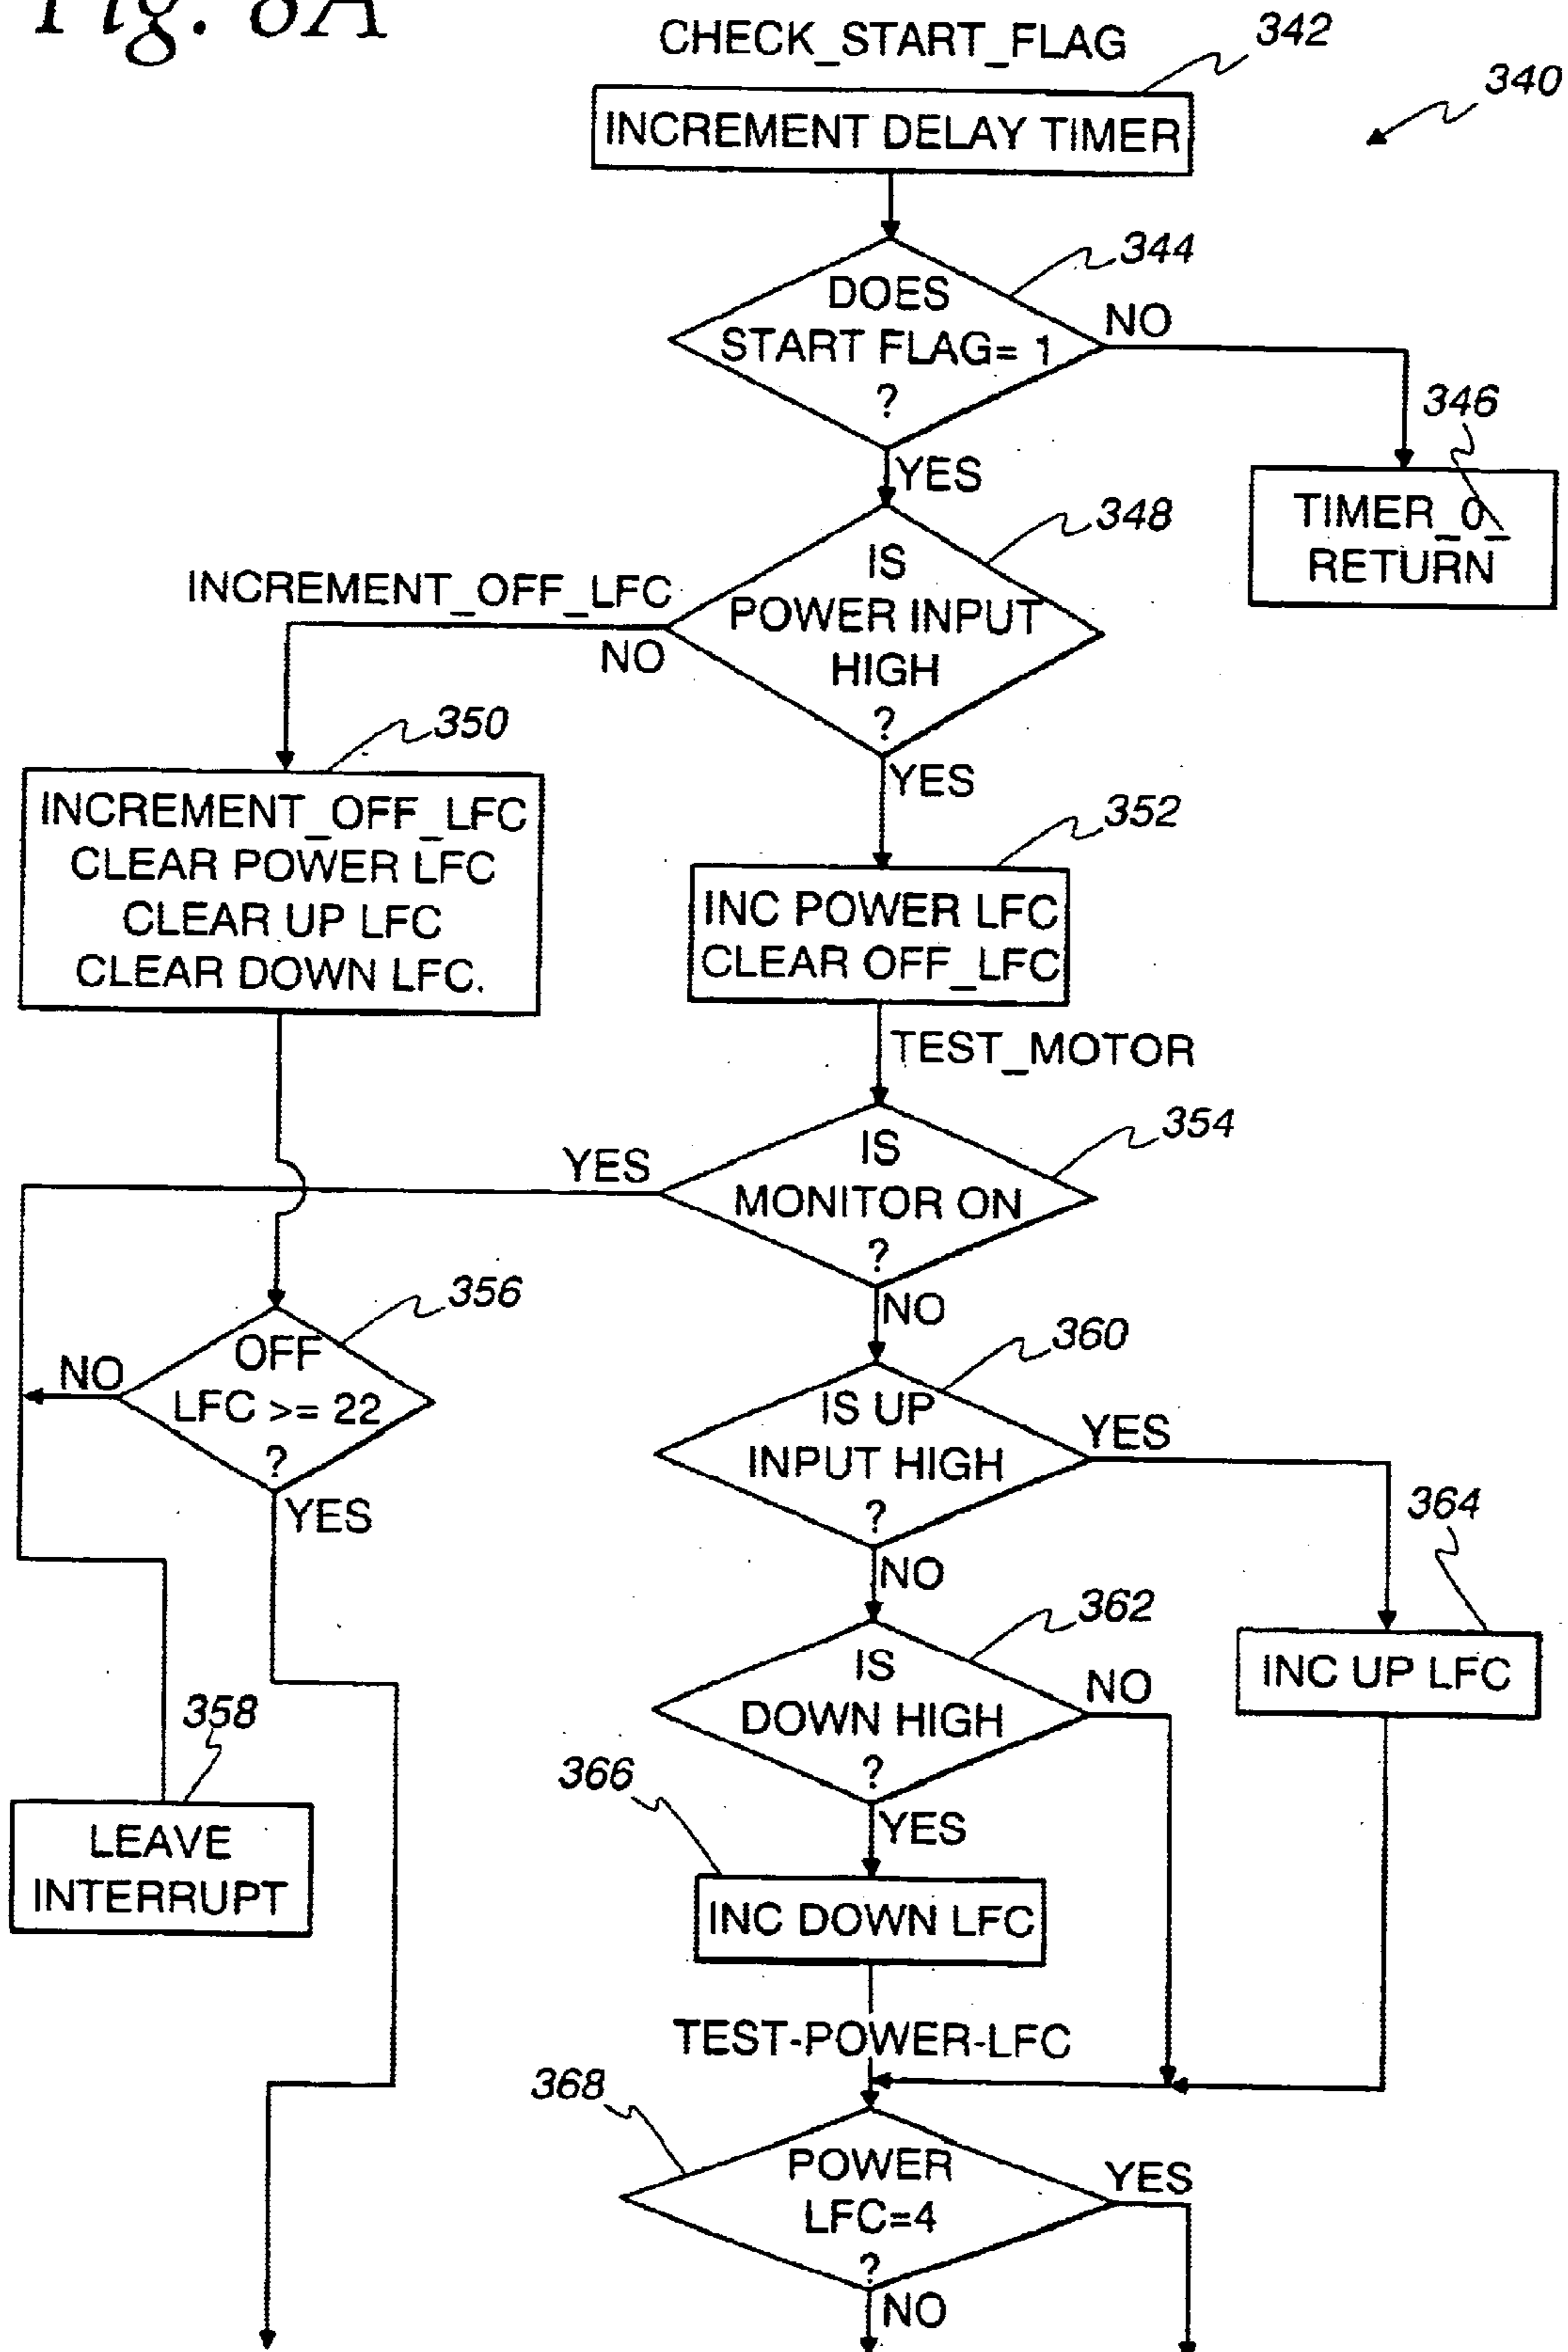 Fig. 8A
CHECK_START_FLAG
342
340
INCREMENT DELAY TIMER
344
DOES
START FLAG= 1
?
NO
346
YES
TIMER_0_
RETURN
348
IS
POWER INPUT
HIGH
?
INCREMENT_OFF_LFC
NO
350
YES
INCREMENT_OFF_LFC
CLEAR POWER LFC
CLEAR UP LFC
CLEAR DOWN LFC.
352
INC POWER LFC
CLEAR OFF_LFC
TEST_MOTOR
354
IS
MONITOR ON
?
YES
NO
356
OFF
LFC >= 22
?
NO
YES
360
IS UP
INPUT HIGH
?
YES
364
NO
362
IS
DOWN HIGH
?
NO
INC UP LFC
358
LEAVE
INTERRUPT
366
YES
INC DOWN LFC
TEST-POWER-LFC
368
POWER
LFC=4
?
YES
NO